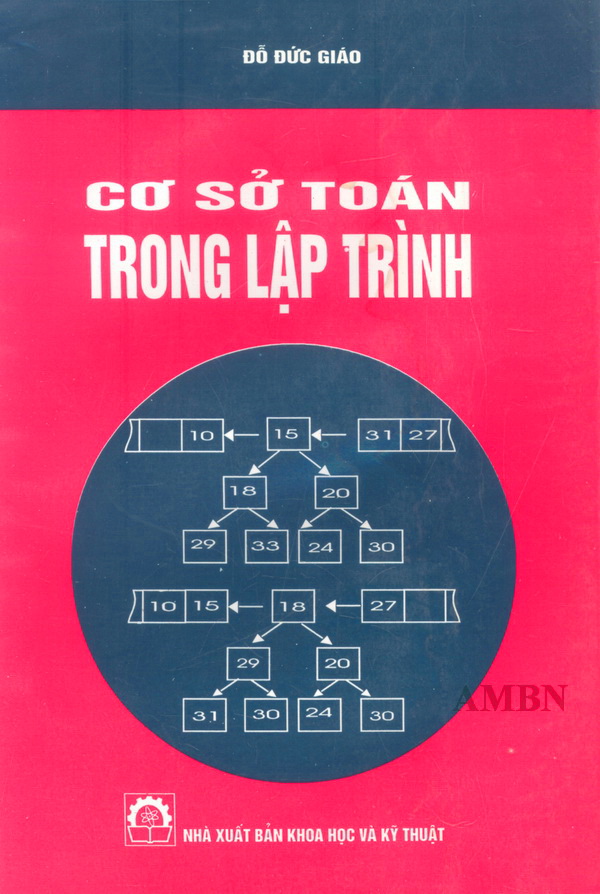 ĐỖ ĐỨC GIÁO
CƠ SỞ TOÁN
TRONG LẬP TRÌNH
10 15 31 27
18 20
29 33 24 30
10 15 18 27
29 20
31 30 24 30
AMBN
NHÀ XUẤT BẢN KHOA HỌC VÀ KỸ THUẬT